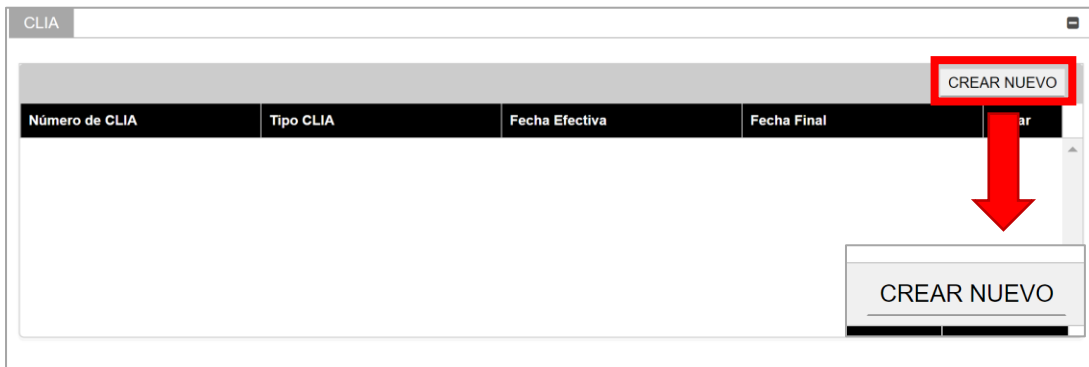 CLIA
CREAR NUEVO
Número de CLIA Tipo CLIA Fecha Efectiva Fecha Final
CREAR NUEVO